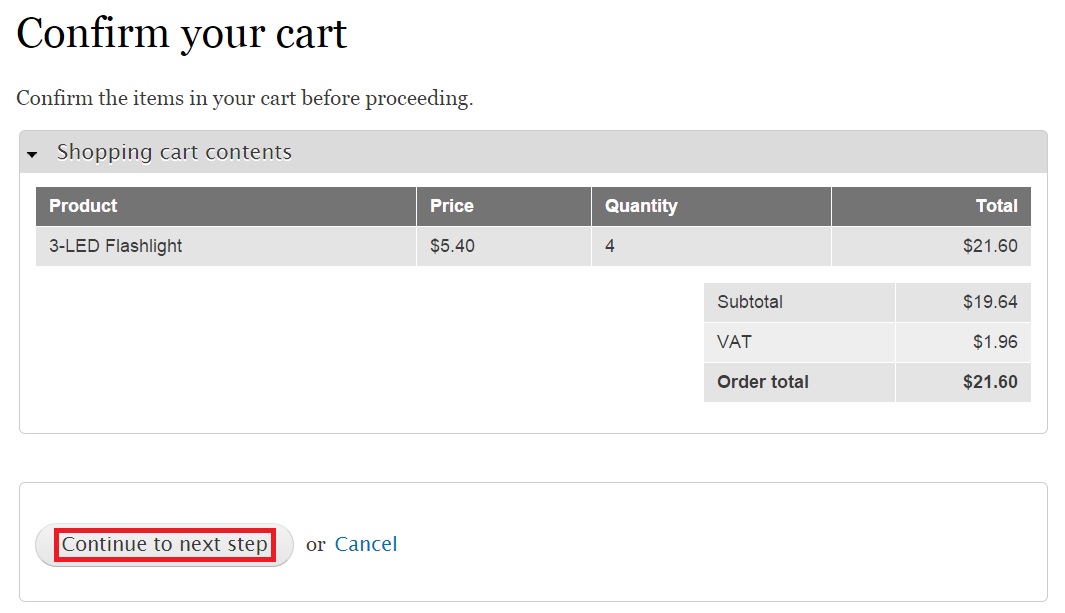 Confirm your cart
Confirm the items in your cart before proceeding.
Shopping cart contents
Product Price Quantity Total
3-LED Flashlight $5.40 4 $21.60
Subtotal $19.64
VAT $1.96
Order total $21.60
Continue to next step or Cancel